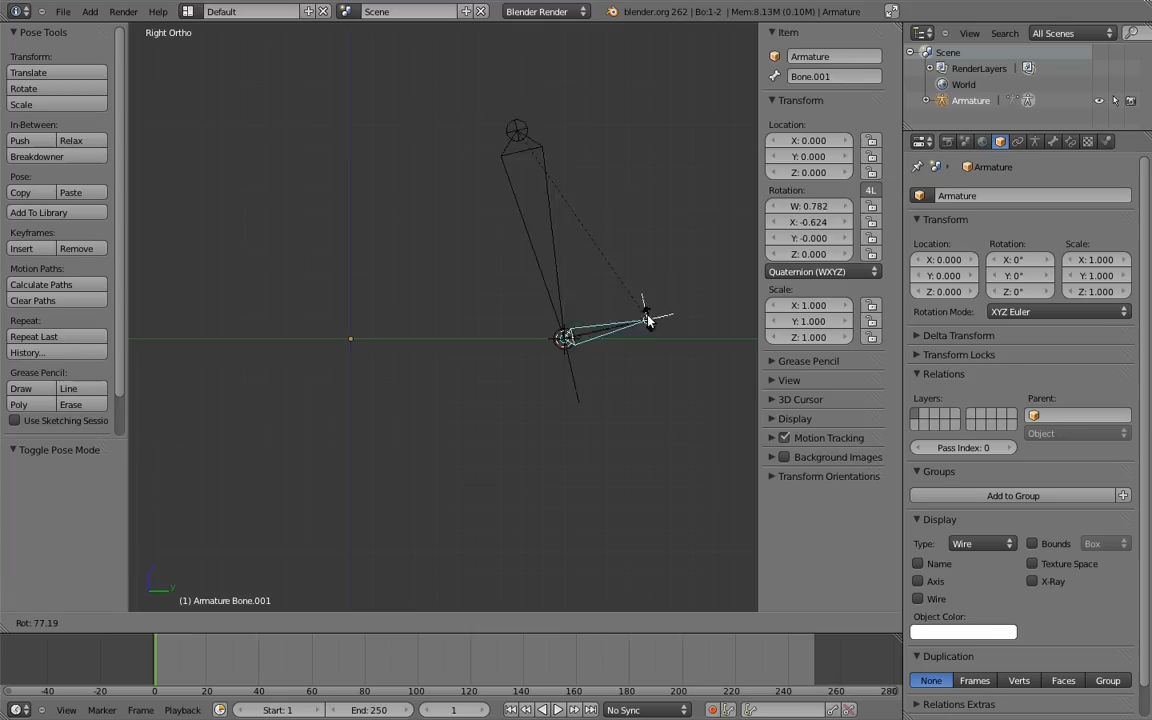 File Add Render Help Default Scene Blender Render blender.org 262 | Bo:1-2 | Mem:8.13M (0.10M) | Armature
Pose Tools
Transform:
Translate
Rotate
Scale
In-Between:
Push Relax
Breakdowner
Pose:
Copy Paste
Add To Library
Keyframes:
Insert Remove
Motion Paths:
Calculate Paths
Clear Paths
Repeat:
Repeat Last
History...
Grease Pencil:
Draw Line
Poly Erase
Use Sketching Sessio
Toggle Pose Mode
Right Ortho
y
(1) Armature Bone.001
Rot: 77.19
Item
Armature
Bone.001
Transform
Location:
X: 0.000
Y: 0.000
Z: 0.000
Rotation: 4L
W: 0.782
X: -0.624
Y: -0.000
Z: 0.000
Quaternion (WXYZ)
Scale:
X: 1.000
Y: 1.000
Z: 1.000
Grease Pencil
View
3D Cursor
Display
Motion Tracking
Background Images
Transform Orientations
View Search All Scenes
Scene
RenderLayers
World
Armature
Armature
Armature
Transform
Location: Rotation: Scale:
X: 0.000 X: 0° X: 1.000
Y: 0.000 Y: 0° Y: 1.000
Z: 0.000 Z: 0° Z: 1.000
Rotation Mode: XYZ Euler
Delta Transform
Transform Locks
Relations
Layers: Parent:
Object
Pass Index: 0
Groups
Add to Group
Display
Type: Wire Bounds Box
Name Texture Space
Axis X-Ray
Wire
Object Color:
Duplication
None Frames Verts Faces Group
Relations Extras
-40 -20 0 20 40 60 80 100 120 140 160 180 200 220 240 260 280
View Marker Frame Playback Start: 1 End: 250 1 No Sync